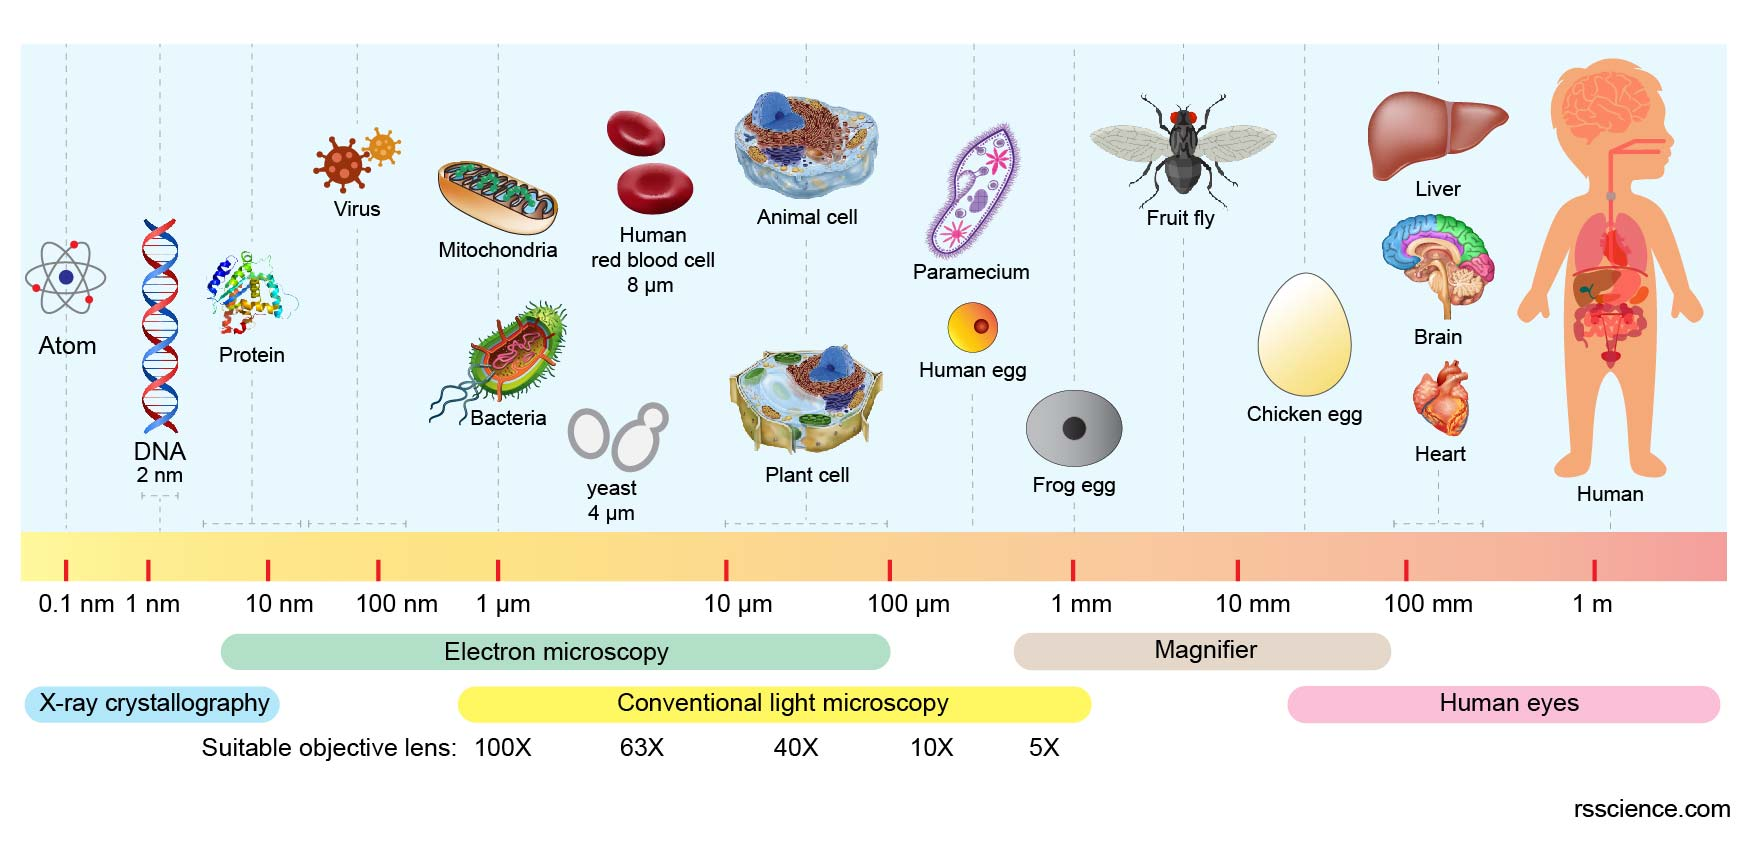 Atom
DNA
2 nm
Protein
Virus
Mitochondria
Bacteria
Human
red blood cell
8 µm
yeast
4 µm
Animal cell
Plant cell
Paramecium
Human egg
Frog egg
Fruit fly
Chicken egg
Liver
Brain
Heart
Human
0.1 nm 1 nm 10 nm 100 nm 1 µm 10 µm 100 µm 1 mm 10 mm 100 mm 1 m
Electron microscopy Magnifier
X-ray crystallography Conventional light microscopy Human eyes
Suitable objective lens: 100X 63X 40X 10X 5X
rsscience.com